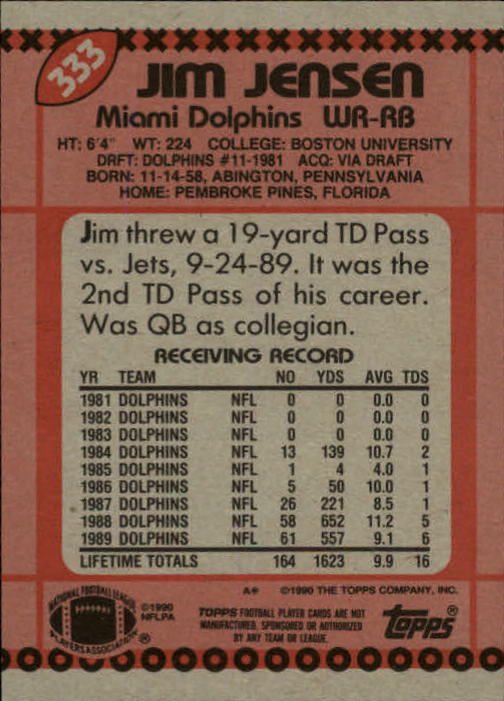 333
JIM JENSEN
Miami Dolphins WR-RB
HT: 6'4" WT: 224 COLLEGE: BOSTON UNIVERSITY
DRFT: DOLPHINS #11-1981 ACQ: VIA DRAFT
BORN: 11-14-58, ABINGTON, PENNSYLVANIA
HOME: PEMBROKE PINES, FLORIDA
Jim threw a 19-yard TD Pass
vs. Jets, 9-24-89. It was the
2nd TD Pass of his career.
Was QB as collegian.
RECEIVING RECORD
YR TEAM NO YDS AVG TDS
1981 DOLPHINS NFL 0 0 0.0 0
1982 DOLPHINS NFL 0 0 0.0 0
1983 DOLPHINS NFL 0 0 0.0 0
1984 DOLPHINS NFL 13 139 10.7 2
1985 DOLPHINS NFL 1 4 4.0 1
1986 DOLPHINS NFL 5 50 10.0 1
1987 DOLPHINS NFL 26 221 8.5 1
1988 DOLPHINS NFL 58 652 11.2 5
1989 DOLPHINS NFL 61 557 9.1 6
LIFETIME TOTALS 164 1623 9.9 16
A* ©1990 THE TOPPS COMPANY, INC.
NATIONAL FOOTBALL LEAGUE
PLAYERS ASSOCIATION ®
©1990
NFLPA
TOPPS FOOTBALL PLAYER CARDS ARE NOT
MANUFACTURED, SPONSORED OR AUTHORIZED
BY ANY TEAM OR LEAGUE.
topps®